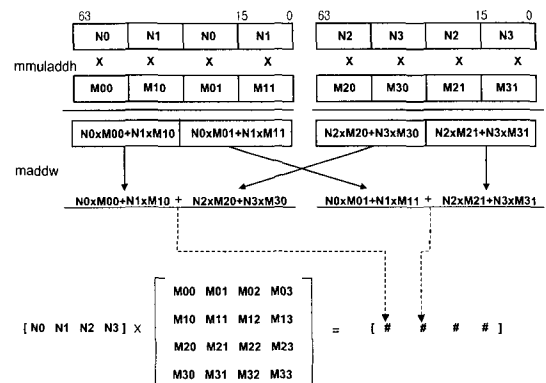 63 15 0 63 15 0
N0 N1 N0 N1 N2 N3 N2 N3
mmuladdh X X X X X X X X
M00 M10 M01 M11 M20 M30 M21 M31
N0xM00+N1xM10 N0xM01+N1xM11 N2xM20+N3xM30 N2xM21+N3xM31
maddw
N0xM00+N1xM10 + N2xM20+N3xM30 N0xM01+N1xM11 + N2xM21+N3xM31
M00 M01 M02 M03
M10 M11 M12 M13
[ N0 N1 N2 N3 ] X = [ # # # # ]
M20 M21 M22 M23
M30 M31 M32 M33